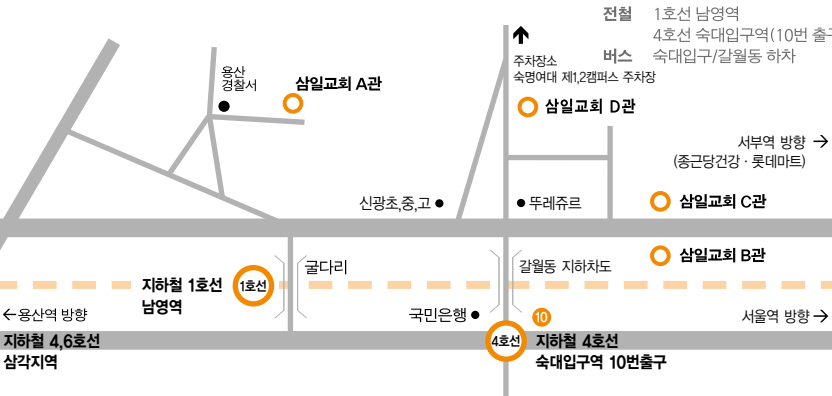 전철 1호선 남영역
4호선 숙대입구역(10번 출구
버스 숙대입구/갈월동 하차
주차장소
숙명여대 제1,2캠퍼스 주차장
용산
경찰서
삼일교회 A관
삼일교회 D관
서부역 방향
(종근당건강 · 롯데마트)
신광초,중,고
뚜레쥬르
삼일교회 C관
삼일교회 B관
굴다리
갈월동 지하차도
지하철 1호선
남영역
1호선
용산역 방향
국민은행
10
서울역 방향
지하철 4,6호선
삼각지역
4호선
지하철 4호선
숙대입구역 10번출구